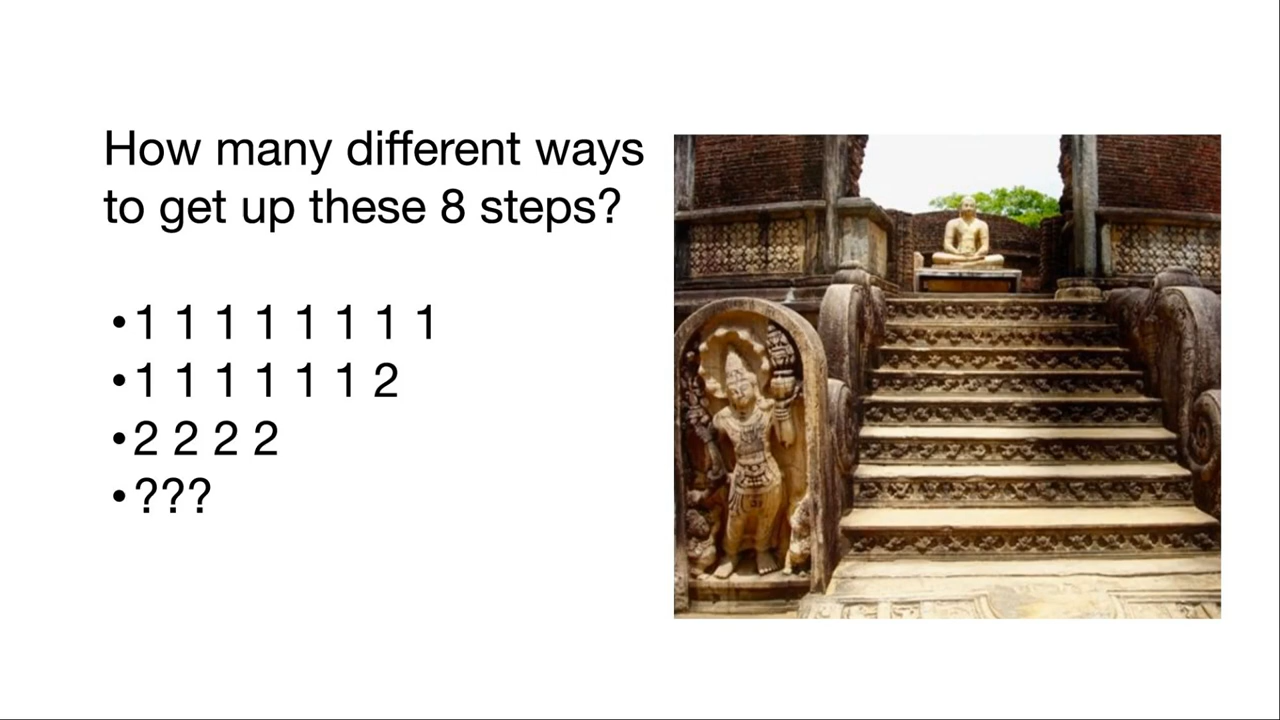 How many different ways
to get up these 8 steps?
•1 1 1 1 1 1 1 1
•1 1 1 1 1 1 2
•2 2 2 2
•???